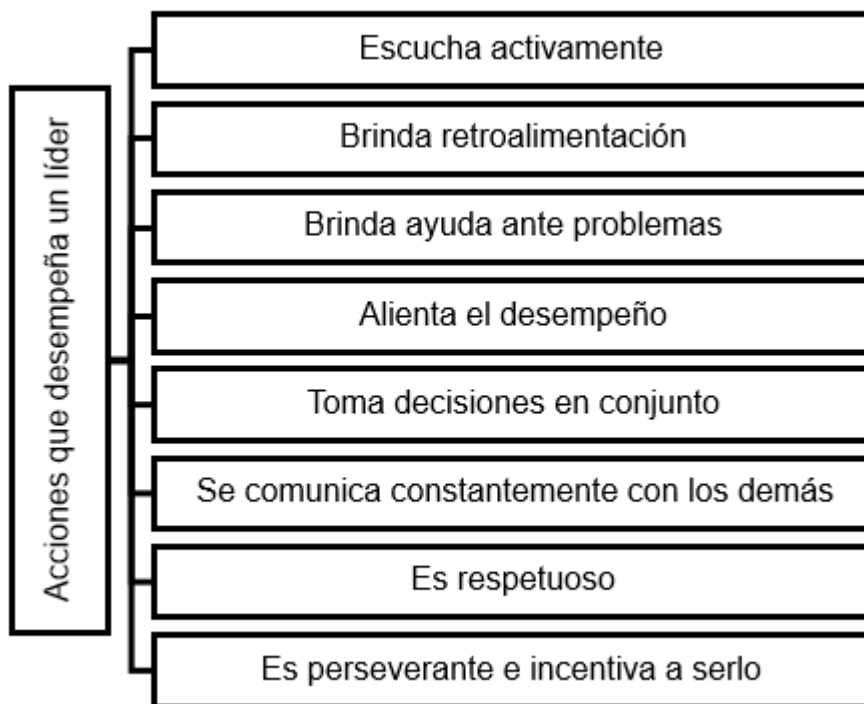 Acciones que desempeña un líder
Escucha activamente
Brinda retroalimentación
Brinda ayuda ante problemas
Alienta el desempeño
Toma decisiones en conjunto
Se comunica constantemente con los demás
Es respetuoso
Es perseverante e incentiva a serlo